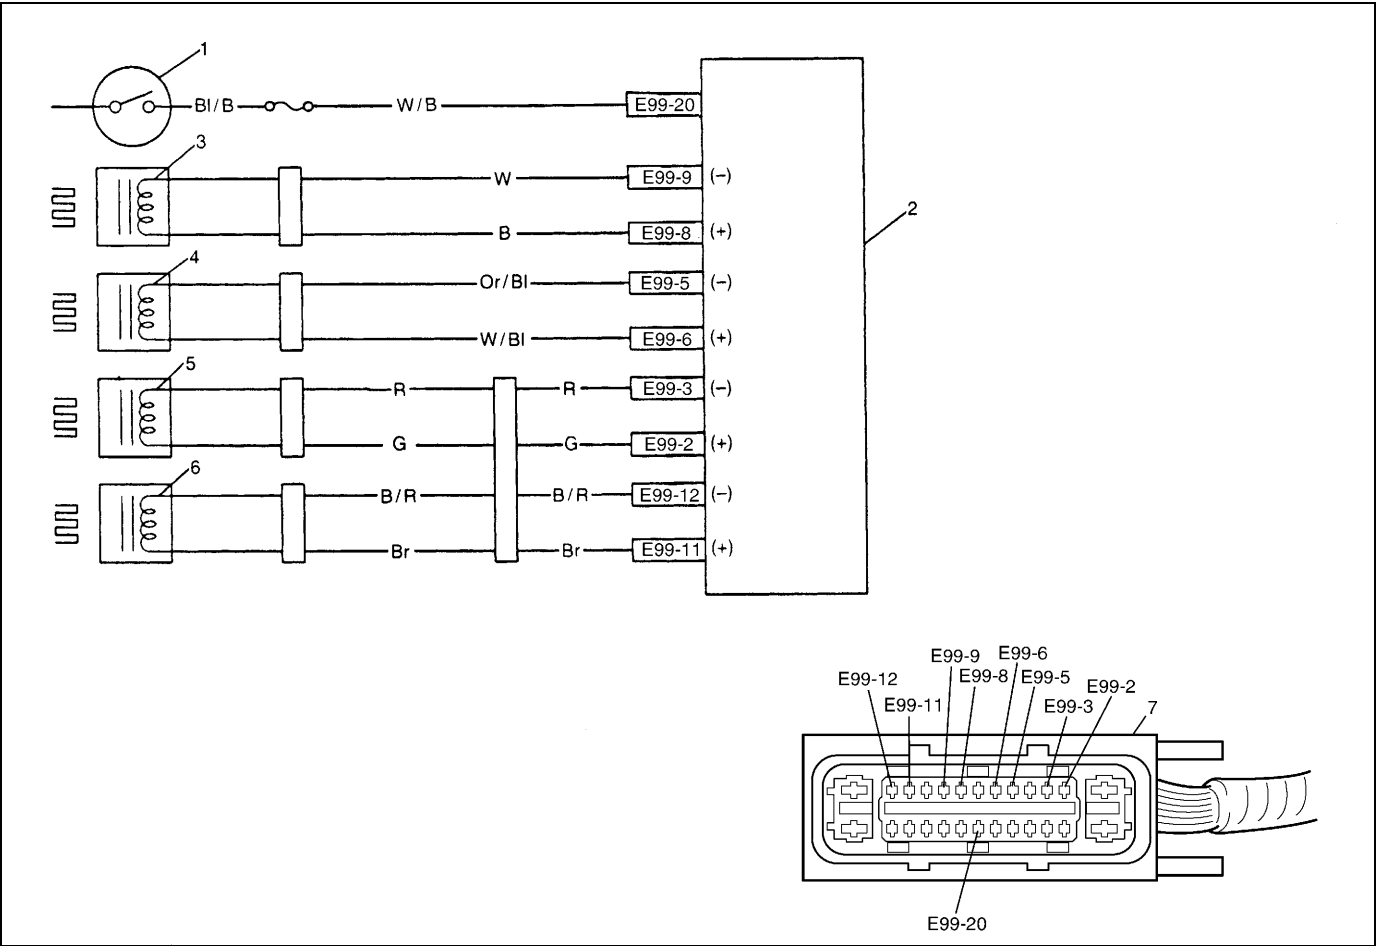 1
Bl/B W/B E99-20
3
W E99-9 (–)
2
B E99-8 (+)
4
Or/Bl E99-5 (–)
W/Bl E99-6 (+)
5
R R E99-3 (–)
G G E99-2 (+)
6
B/R B/R E99-12 (–)
Br Br E99-11 (+)
E99-9 E99-6
E99-12 E99-8 E99-5 E99-2
E99-11 E99-3 7
E99-20